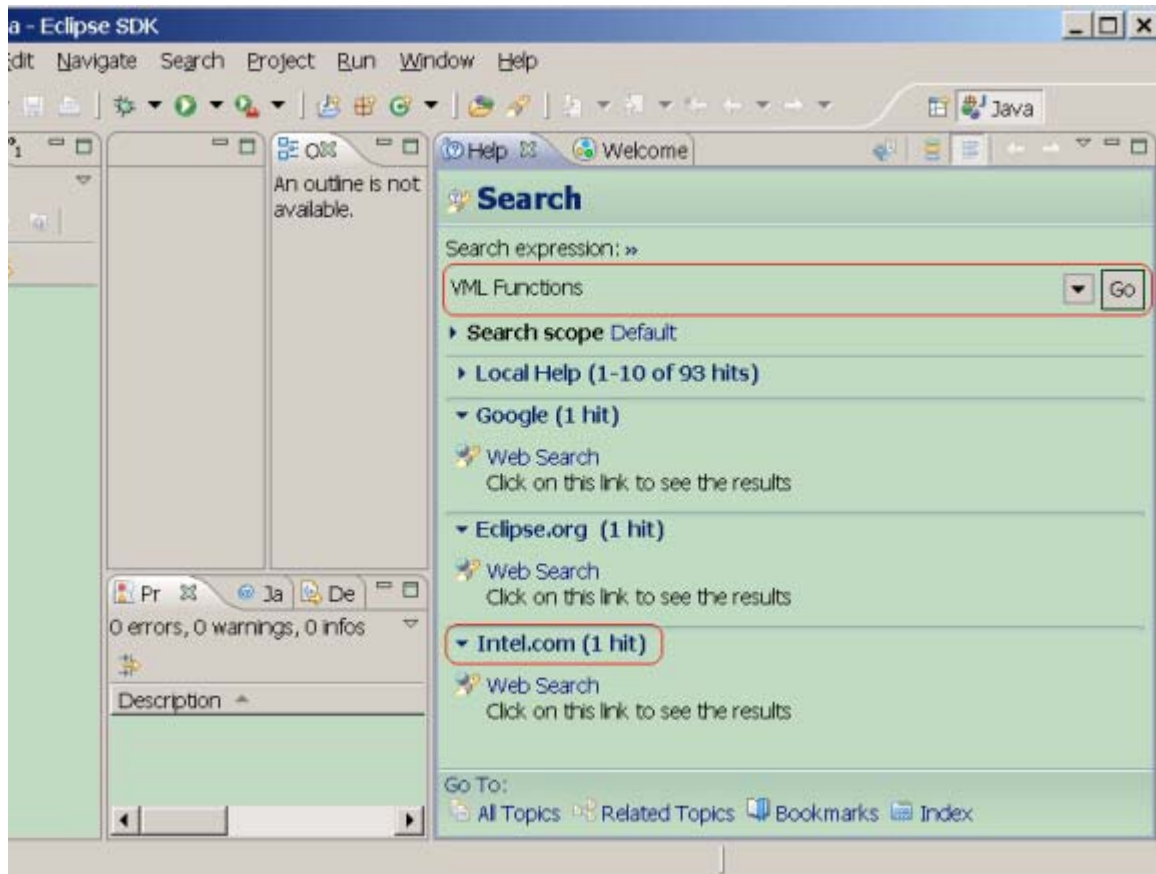 a - Eclipse SDK
Edit Navigate Search Project Run Window Help
Java
O
An outline is not
available.
Help Welcome
Search
Search expression: »
VML Functions
Go
Search scope Default
Local Help (1-10 of 93 hits)
Google (1 hit)
Web Search
Click on this link to see the results
Eclipse.org (1 hit)
Web Search
Click on this link to see the results
Intel.com (1 hit)
Web Search
Click on this link to see the results
Go To:
All Topics Related Topics Bookmarks Index
Pr Ja De
0 errors, 0 warnings, 0 infos
Description